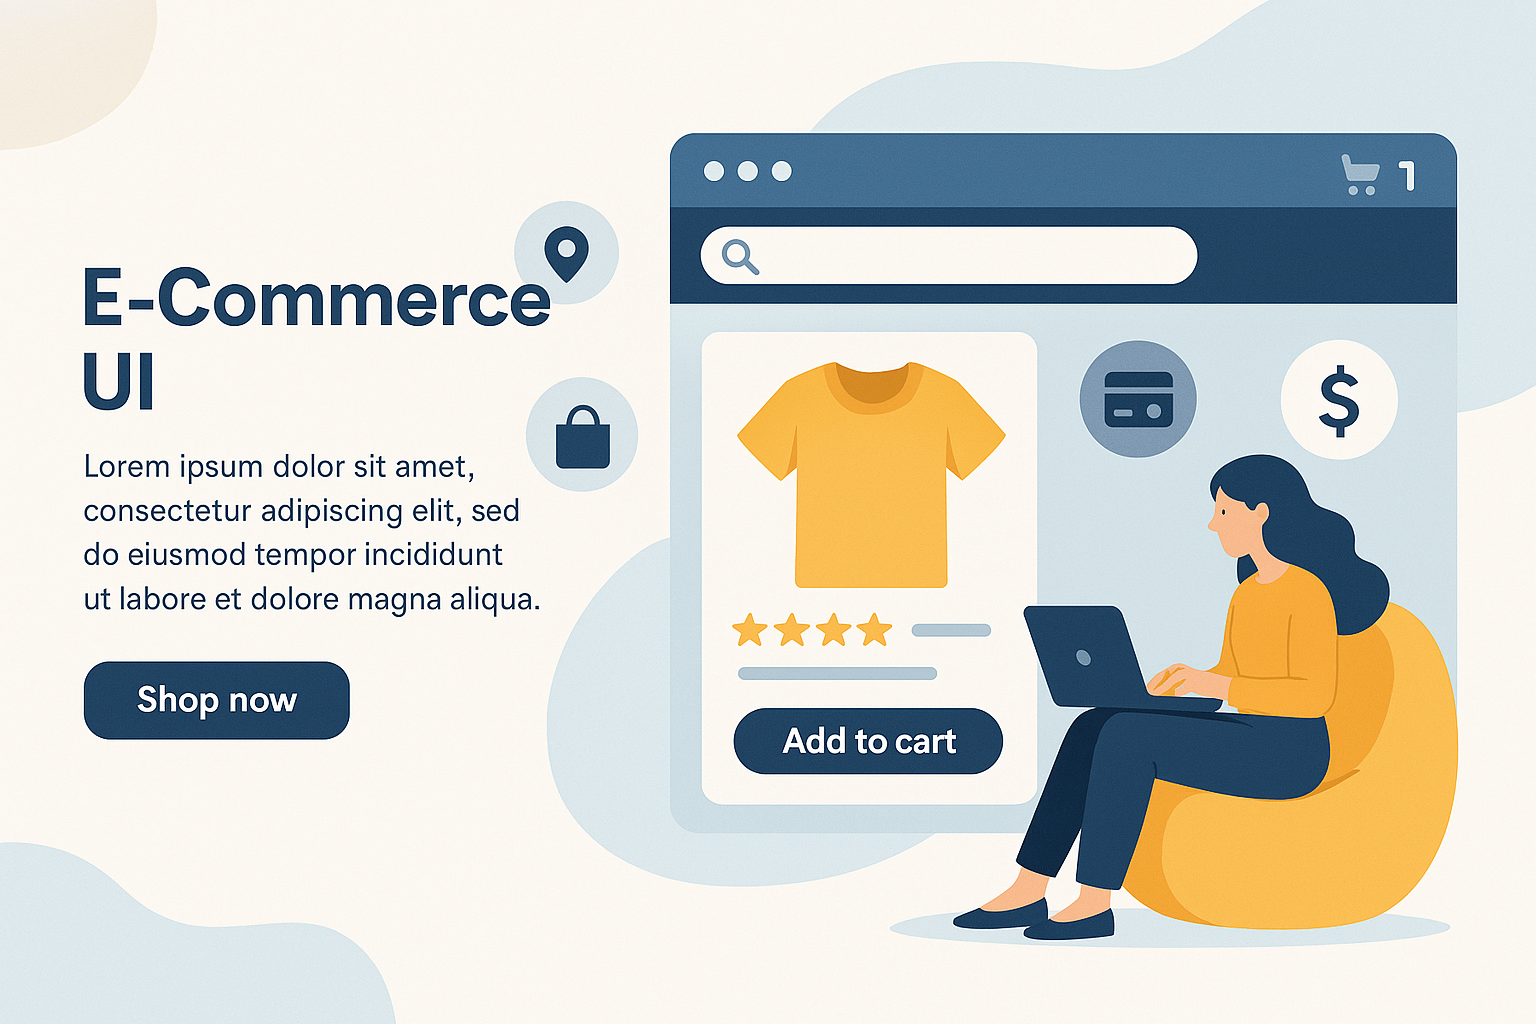 E-Commerce
UI
Lorem ipsum dolor sit amet,
consectetur adipiscing elit, sed
do eiusmod tempor incididunt
ut labore et dolore magna aliqua.
Shop now
1
$
Add to cart